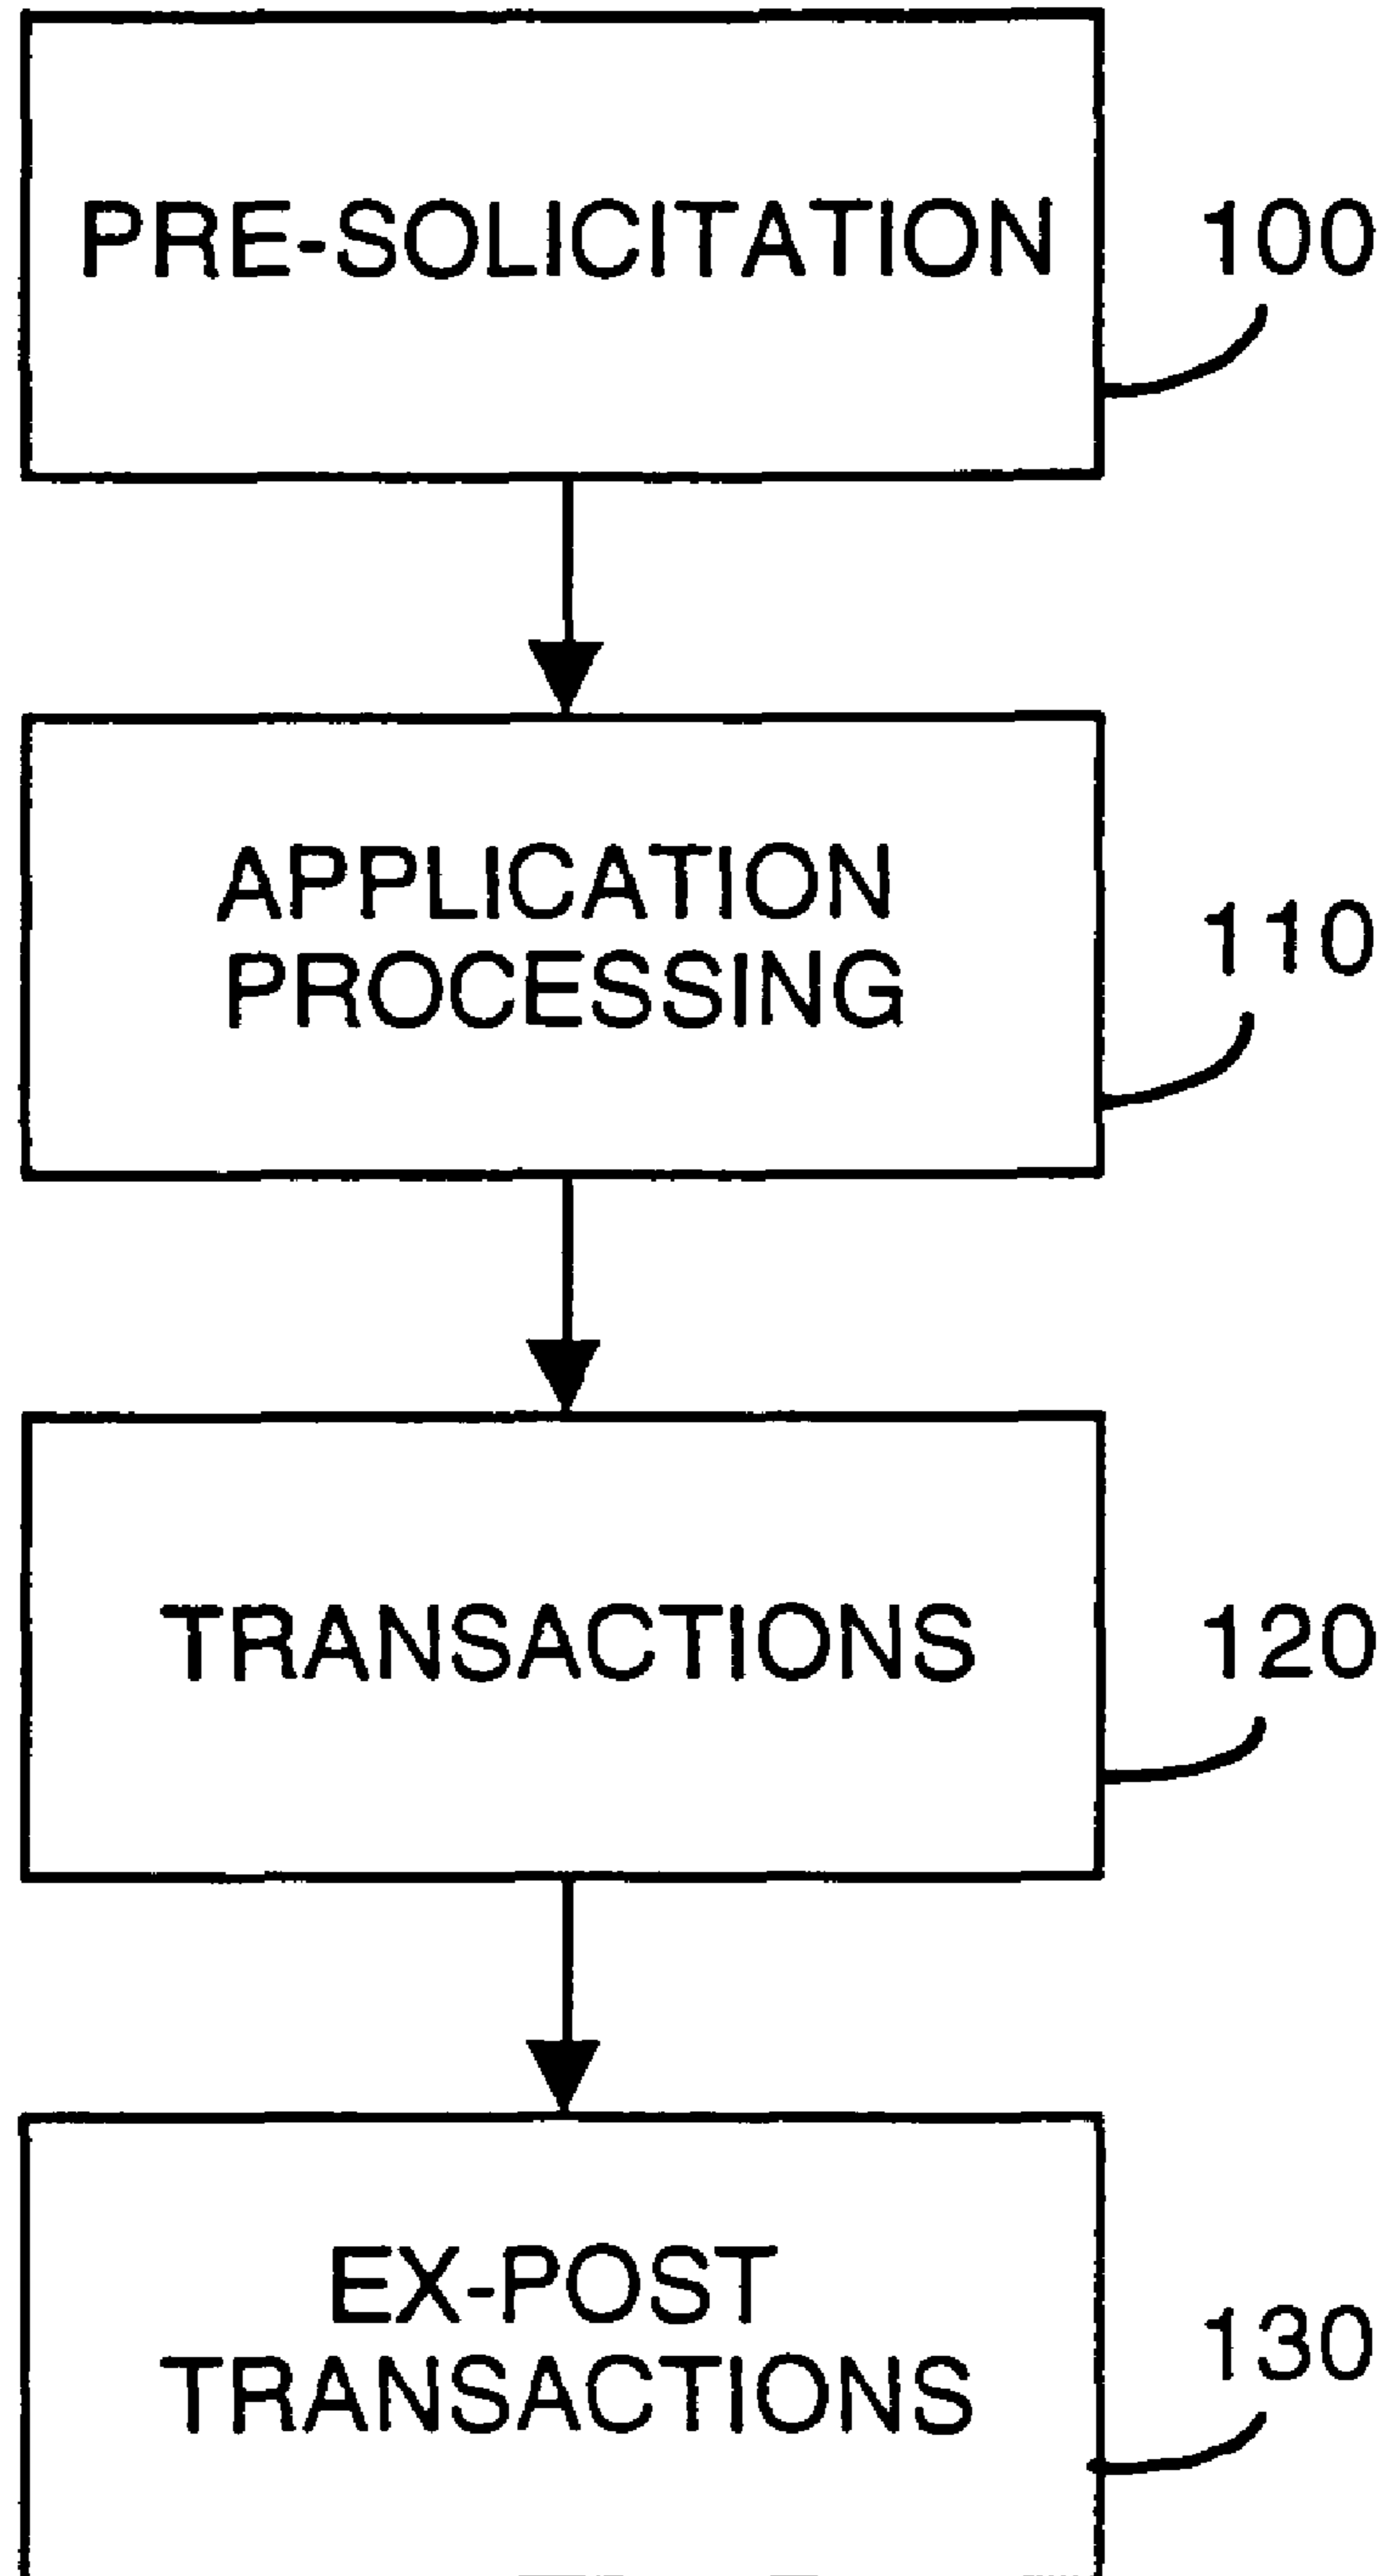 PRE-SOLICITATION
100
APPLICATION
PROCESSING
110
TRANSACTIONS
120
EX-POST
TRANSACTIONS
130